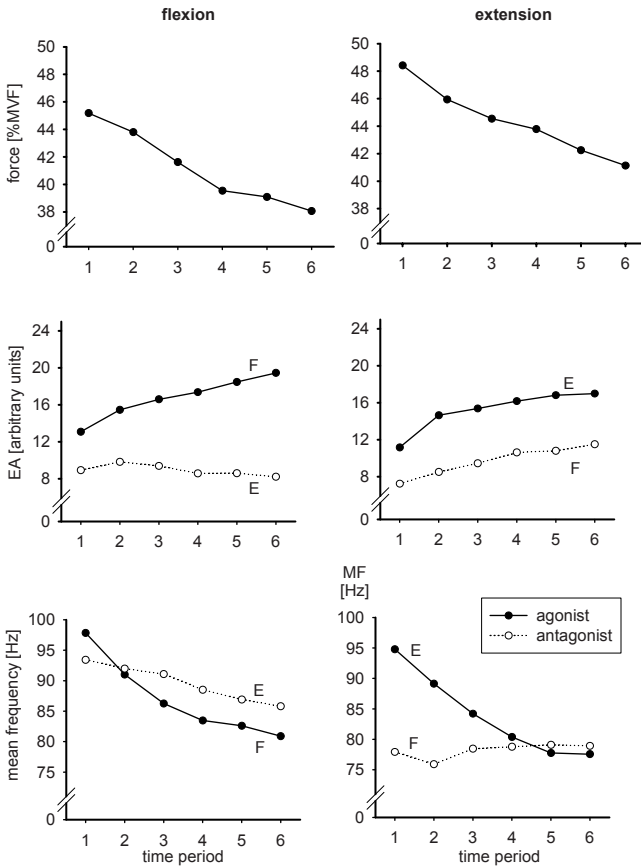 flexion
extension
force [%MVF]
50
48
46
44
42
40
38
0
1 2 3 4 5 6
50
48
46
44
42
40
38
0
1 2 3 4 5 6
EA [arbitrary units]
24
20
16
12
8
0
F
E
1 2 3 4 5 6
24
20
16
12
8
0
E
F
1 2 3 4 5 6
mean frequency [Hz]
100
95
90
85
80
75
0
E
F
1 2 3 4 5 6
time period
MF
[Hz]
100
95
90
85
80
75
0
E
F
agonist
antagonist
1 2 3 4 5 6
time period